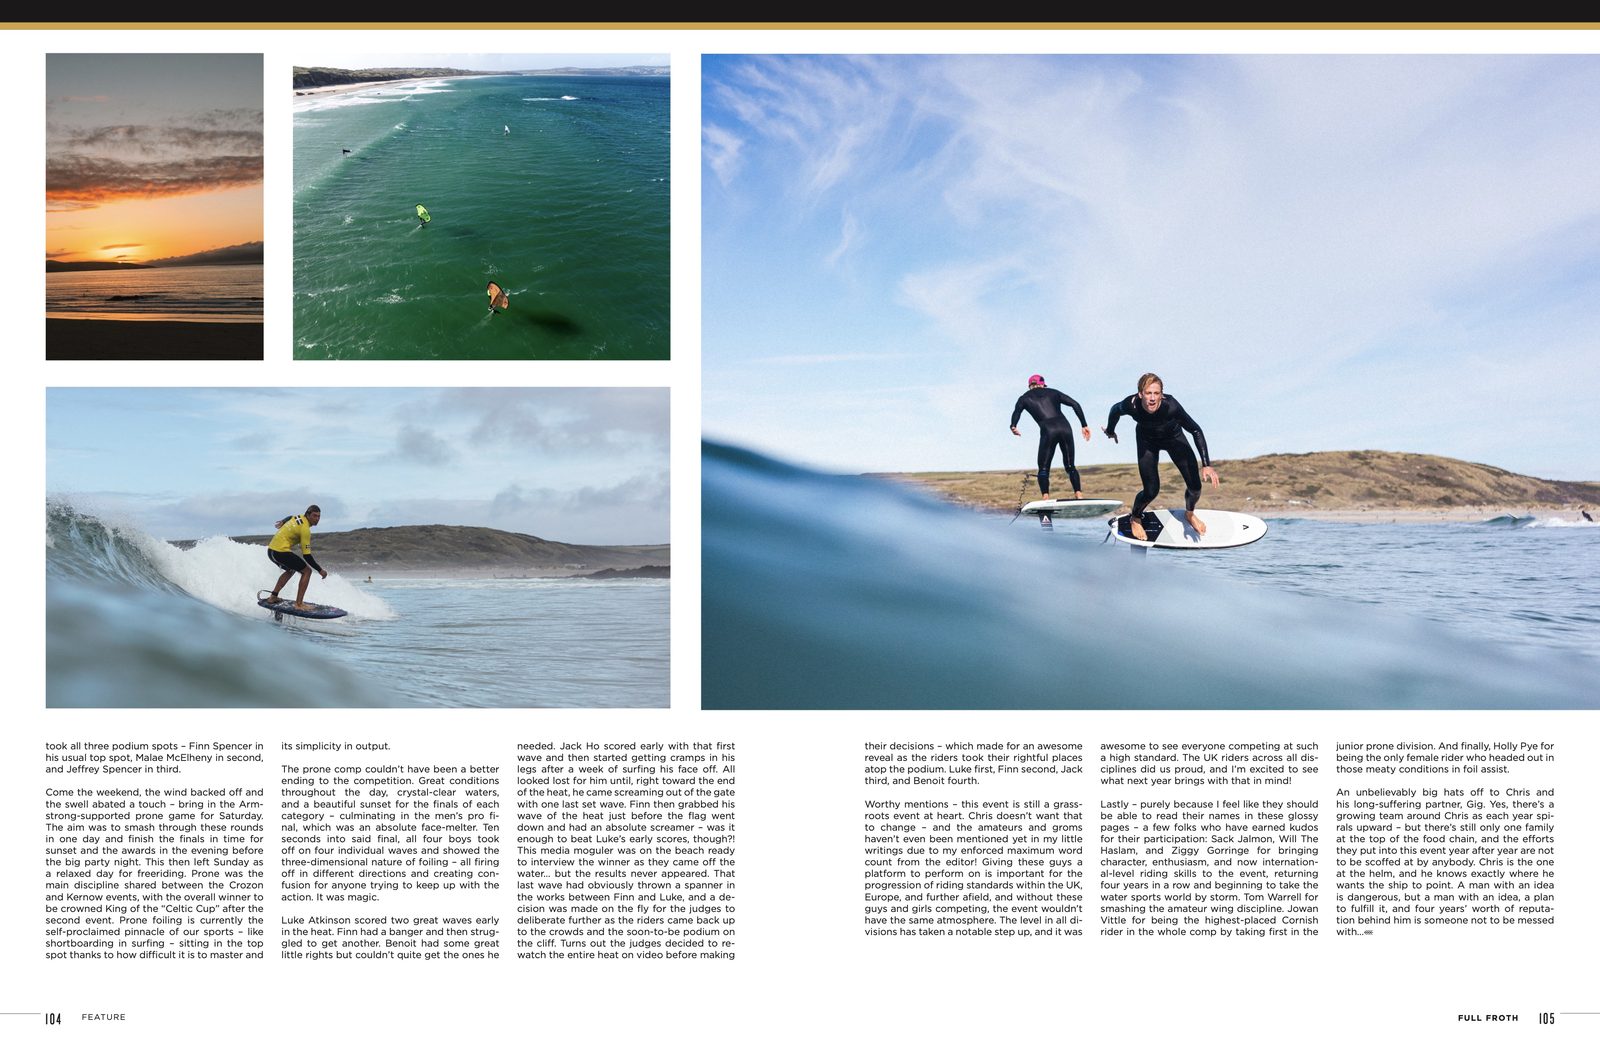 took all three podium spots – Finn Spencer in
his usual top spot, Malae McElheny in second,
and Jeffrey Spencer in third.
Come the weekend, the wind backed off and
the swell abated a touch – bring in the Arm-
strong-supported prone game for Saturday.
The aim was to smash through these rounds
in one day and finish the finals in time for
sunset and the awards in the evening before
the big party night. This then left Sunday as
a relaxed day for freeriding. Prone was the
main discipline shared between the Crozon
and Kernow events, with the overall winner to
be crowned King of the “Celtic Cup” after the
second event. Prone foiling is currently the
self-proclaimed pinnacle of our sports – like
shortboarding in surfing – sitting in the top
spot thanks to how difficult it is to master and
its simplicity in output.
The prone comp couldn’t have been a better
ending to the competition. Great conditions
throughout the day, crystal-clear waters,
and a beautiful sunset for the finals of each
category – culminating in the men’s pro fi-
nal, which was an absolute face-melter. Ten
seconds into said final, all four boys took
off on four individual waves and showed the
three-dimensional nature of foiling – all firing
off in different directions and creating con-
fusion for anyone trying to keep up with the
action. It was magic.
Luke Atkinson scored two great waves early
in the heat. Finn had a banger and then strug-
gled to get another. Benoit had some great
little rights but couldn’t quite get the ones he
needed. Jack Ho scored early with that first
wave and then started getting cramps in his
legs after a week of surfing his face off. All
looked lost for him until, right toward the end
of the heat, he came screaming out of the gate
with one last set wave. Finn then grabbed his
wave of the heat just before the flag went
down and had an absolute screamer – was it
enough to beat Luke’s early scores, though?!
This media moguler was on the beach ready
to interview the winner as they came off the
water... but the results never appeared. That
last wave had obviously thrown a spanner in
the works between Finn and Luke, and a de-
cision was made on the fly for the judges to
deliberate further as the riders came back up
to the crowds and the soon-to-be podium on
the cliff. Turns out the judges decided to re-
watch the entire heat on video before making
their decisions – which made for an awesome
reveal as the riders took their rightful places
atop the podium. Luke first, Finn second, Jack
third, and Benoit fourth.
Worthy mentions – this event is still a grass-
roots event at heart. Chris doesn’t want that
to change – and the amateurs and groms
haven’t even been mentioned yet in my little
writings due to my enforced maximum word
count from the editor! Giving these guys a
platform to perform on is important for the
progression of riding standards within the UK,
Europe, and further afield, and without these
guys and girls competing, the event wouldn’t
have the same atmosphere. The level in all di-
visions has taken a notable step up, and it was
awesome to see everyone competing at such
a high standard. The UK riders across all dis-
ciplines did us proud, and I’m excited to see
what next year brings with that in mind!
Lastly – purely because I feel like they should
be able to read their names in these glossy
pages – a few folks who have earned kudos
for their participation: Sack Jalmon, Will The
Haslam, and Ziggy Gorringe for bringing
character, enthusiasm, and now internation-
al-level riding skills to the event, returning
four years in a row and beginning to take the
water sports world by storm. Tom Warrell for
smashing the amateur wing discipline. Jowan
Vittle for being the highest-placed Cornish
rider in the whole comp by taking first in the
junior prone division. And finally, Holly Pye for
being the only female rider who headed out in
those meaty conditions in foil assist.
An unbelievably big hats off to Chris and
his long-suffering partner, Gig. Yes, there’s a
growing team around Chris as each year spi-
rals upward – but there’s still only one family
at the top of the food chain, and the efforts
they put into this event year after year are not
to be scoffed at by anybody. Chris is the one
at the helm, and he knows exactly where he
wants the ship to point. A man with an idea
is dangerous, but a man with an idea, a plan
to fulfill it, and four years’ worth of reputa-
tion behind him is someone not to be messed
with...
104 FEATURE
FULL FROTH 105